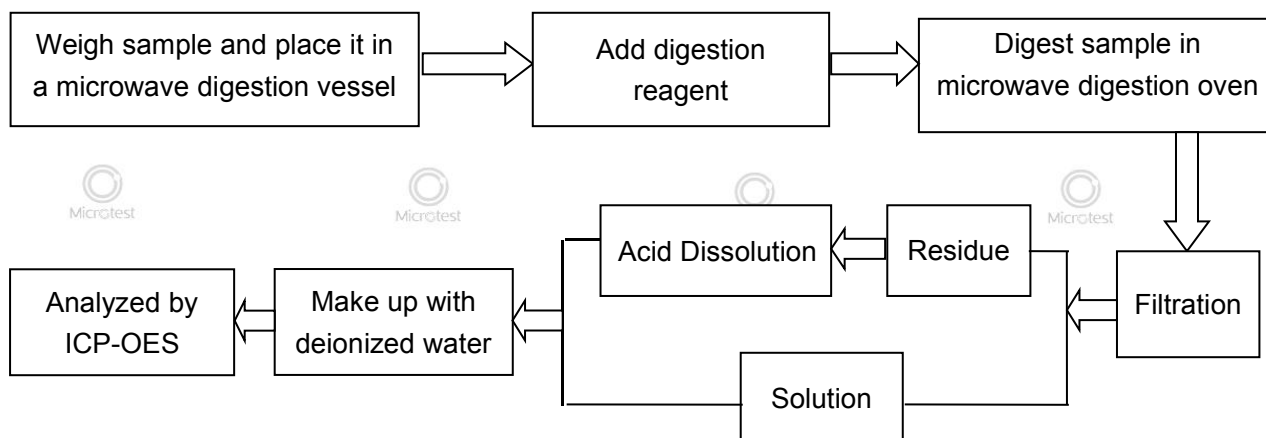 Weigh sample and place it in
a microwave digestion vessel
Add digestion
reagent
Digest sample in
microwave digestion oven
Microtest
Microtest
Microtest
Filtration
Residue
Acid Dissolution
Solution
Make up with
deionized water
Analyzed by
ICP-OES